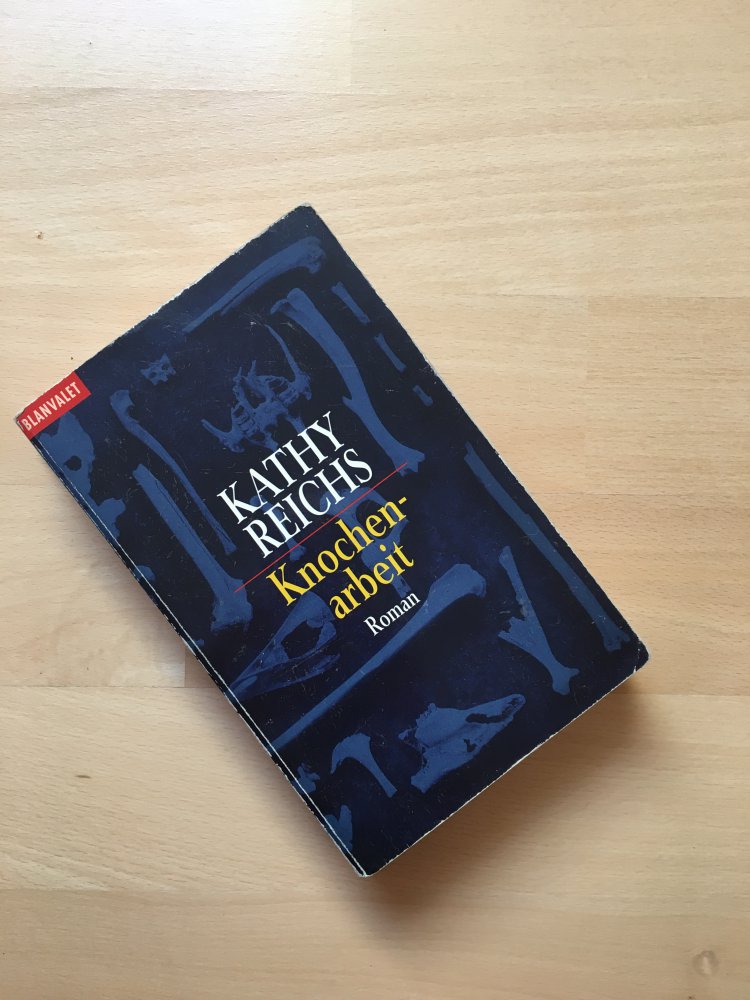 BLANVALET
KATHY
REICHS
Knochen-
arbeit
Roman